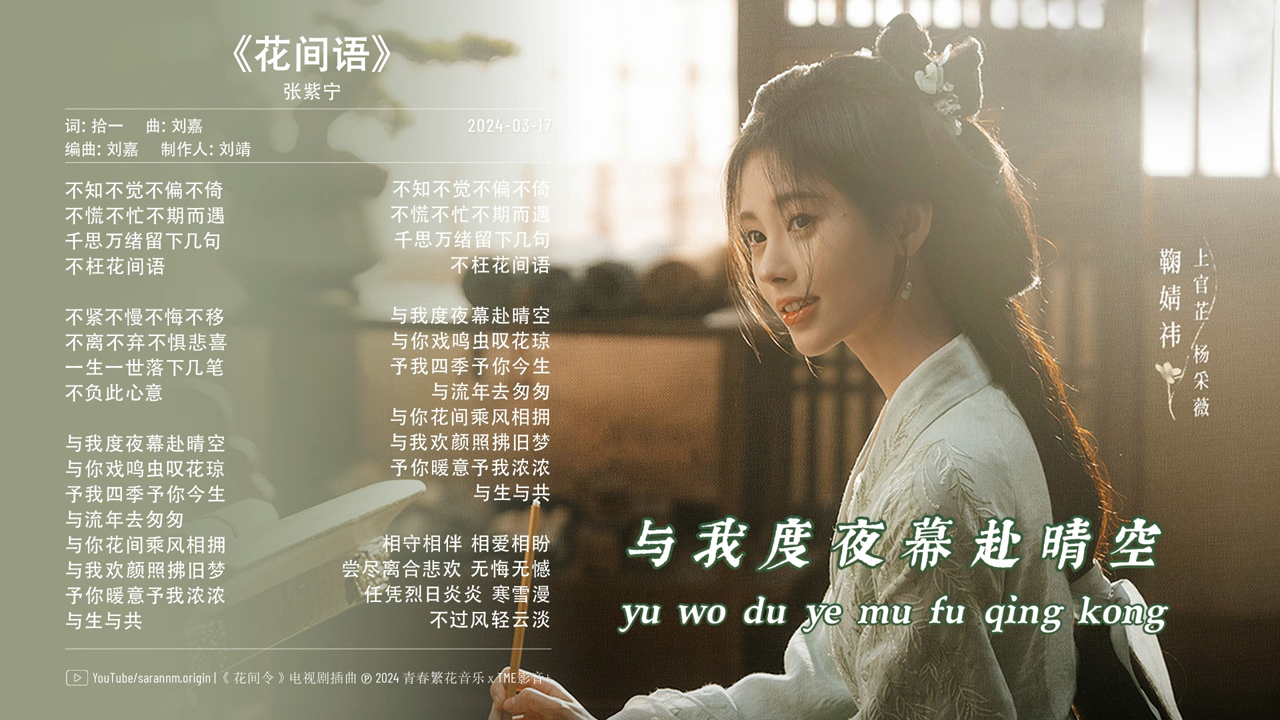 《花间语》
张紫宁
词: 拾一 曲: 刘嘉
编曲: 刘嘉 制作人: 刘靖
2024-03-17
不知不觉不偏不倚
不慌不忙不期而遇
千思万绪留下几句
不枉花间语
不紧不慢不悔不移
不离不弃不惧悲喜
一生一世落下几笔
不负此心意
与我度夜幕赴晴空
与你戏鸣虫叹花琼
予我四季予你今生
与流年去匆匆
与你花间乘风相拥
与我欢颜照拂旧梦
予你暖意予我浓浓
与生与共
不知不觉不偏不倚
不慌不忙不期而遇
千思万绪留下几句
不枉花间语
与我度夜幕赴晴空
与你戏鸣虫叹花琼
予我四季予你今生
与流年去匆匆
与你花间乘风相拥
与我欢颜照拂旧梦
予你暖意予我浓浓
与生与共
相守相伴 相爱相盼
尝尽离合悲欢 无悔无憾
任凭烈日炎炎 寒雪漫
不过风轻云淡
YouTube/sarannm.origin |《 花间令 》电视剧插曲 ℗ 2024 青春繁花音乐 x TME影音+
鞠婧祎
上官芷/杨采薇
与我度夜幕赴晴空
yu wo du ye mu fu qing kong